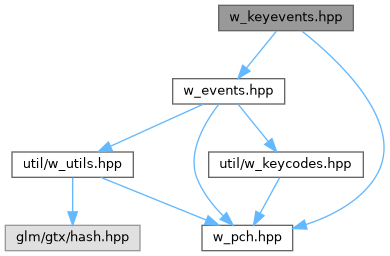 w_keyevents.hpp
w_events.hpp
util/w_utils.hpp
util/w_keycodes.hpp
glm/gtx/hash.hpp
w_pch.hpp